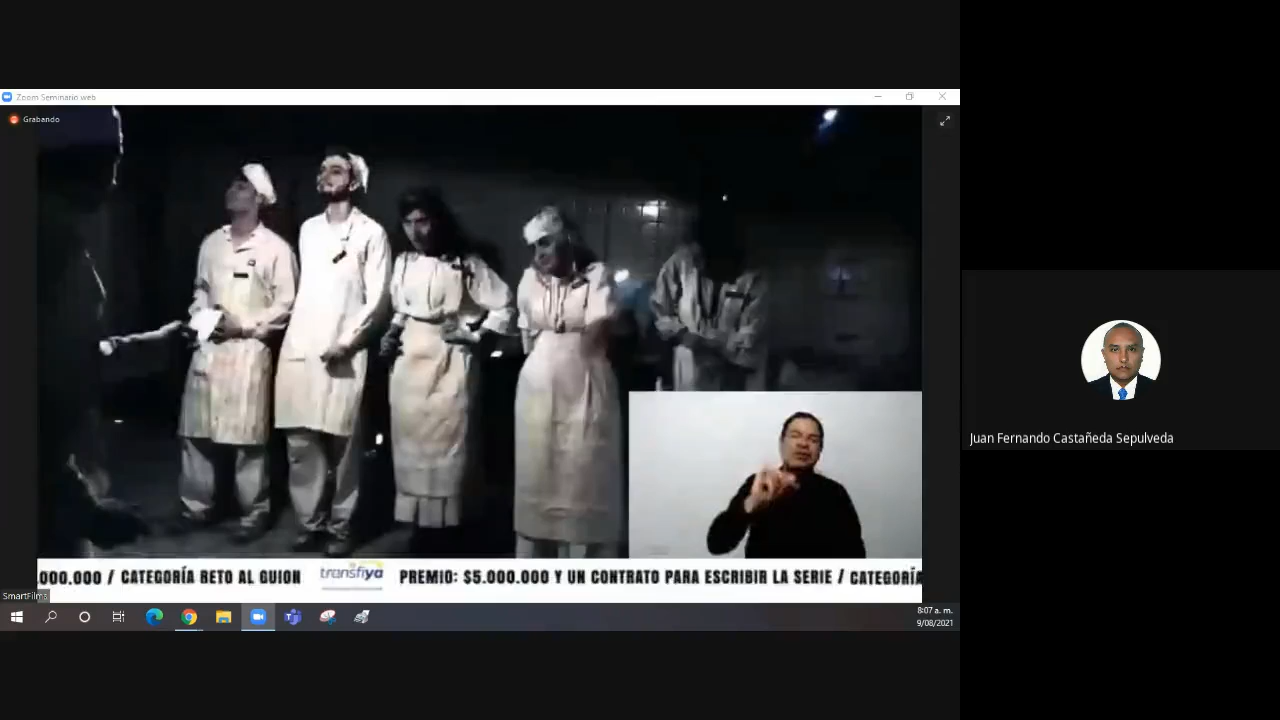 Zoom Seminario web
Grabando
Juan Fernando Castañeda Sepulveda
.000.000 / CATEGORÍA RETO AL GUION transfiya PREMIO: $5.000.000 Y UN CONTRATO PARA ESCRIBIR LA SERIE / CATEGORÍA
SmartFilms
8:07 a. m.
9/08/2021